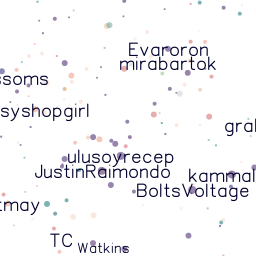 Evaroron
mirabartok
ssoms
syshopgirl
gral
ulusoyrecep
JustinRaimondo
kammal
BoltsVoltage
tmay
TC
Watkins